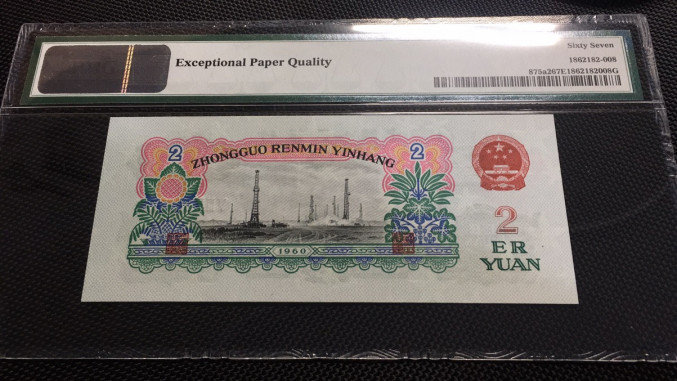 Exceptional Paper Quality
Sixty Seven
1862182-008
875a267E1862182008G
2 ZHONGGUO RENMIN YINHANG 2
1960
2
ER
YUAN